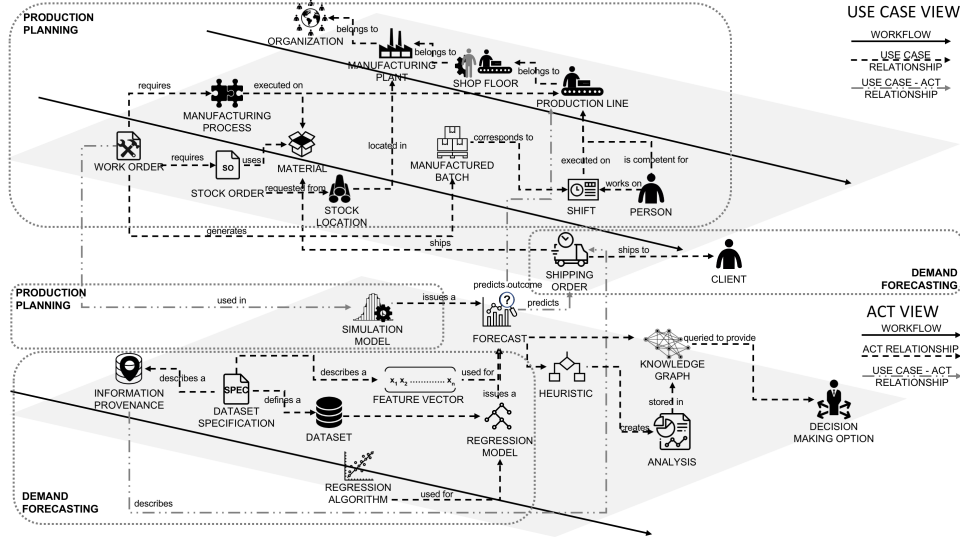 PRODUCTION
PLANNING
USE CASE VIEW
WORKFLOW
USE CASE
RELATIONSHIP
USE CASE - ACT
RELATIONSHIP
ORGANIZATION
belongs to
MANUFACTURING
PLANT
belongs to
SHOP FLOOR
belongs to
PRODUCTION LINE
requires
executed on
MANUFACTURING
PROCESS
WORK ORDER
requires
SO
uses
MATERIAL
STOCK ORDER
requested from
STOCK
LOCATION
located in
MANUFACTURED
BATCH
corresponds to
executed on
is competent for
SHIFT
works on
PERSON
generates
ships
SHIPPING
ORDER
ships to
CLIENT
DEMAND
FORECASTING
PRODUCTION
PLANNING
used in
SIMULATION
MODEL
issues a
predicts outcome
?
predicts
FORECAST
ACT VIEW
WORKFLOW
ACT RELATIONSHIP
USE CASE - ACT
RELATIONSHIP
INFORMATION
PROVENANCE
describes a
SPEC
DATASET
SPECIFICATION
describes a
x1 x2 .................. xn
FEATURE VECTOR
used for
issues a
defines a
DATASET
REGRESSION
MODEL
HEURISTIC
KNOWLEDGE
GRAPH
queried to provide
stored in
creates
ANALYSIS
DECISION
MAKING OPTION
REGRESSION
ALGORITHM
used for
DEMAND
FORECASTING
describes